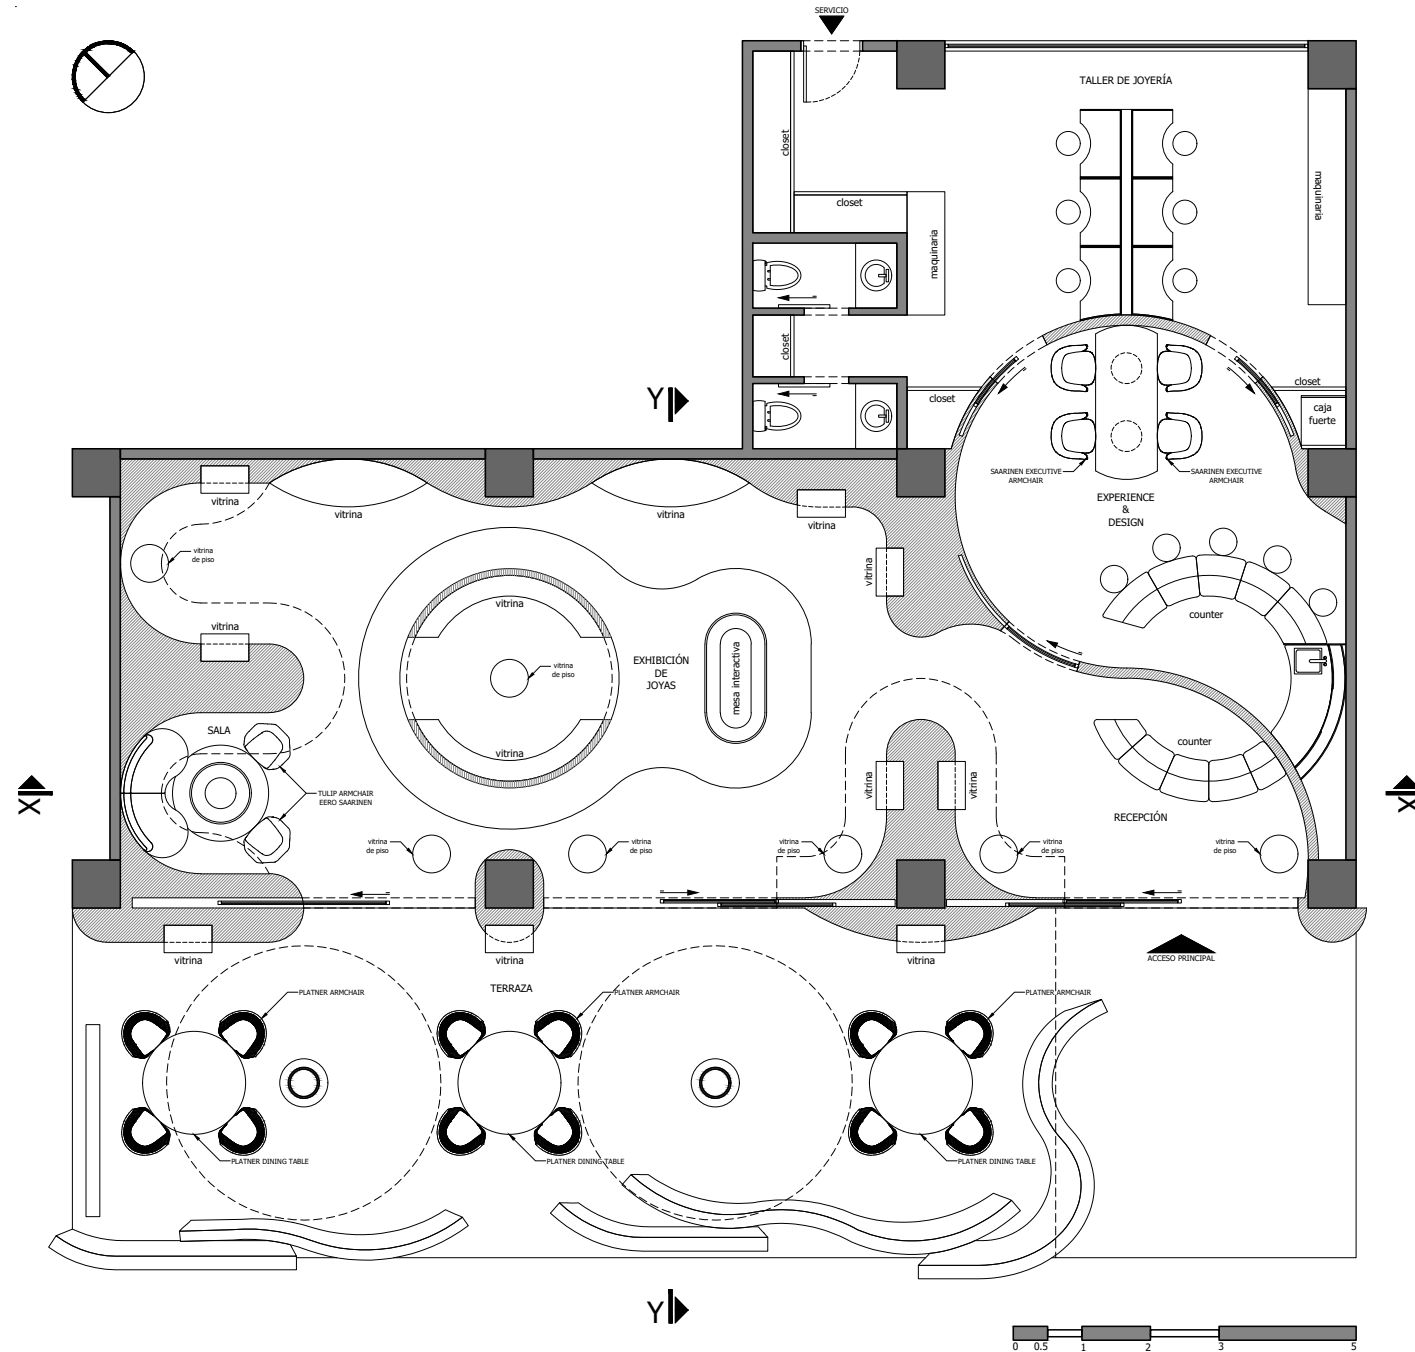 SERVICIO
TALLER DE JOYERÍA
closet
closet
maquinaria
maquinaria
closet
closet
closet
caja
fuerte
Y
SAARINEN EXECUTIVE
ARMCHAIR
SAARINEN EXECUTIVE
ARMCHAIR
EXPERIENCE
&
DESIGN
vitrina
vitrina
vitrina
vitrina
vitrina
de piso
vitrina
vitrina
counter
vitrina
EXHIBICIÓN
DE
JOYAS
vitrina
de piso
mesa interactiva
SALA
vitrina
counter
TULIP ARMCHAIR
EERO SAARINEN
vitrina
vitrina
X
X
RECEPCIÓN
vitrina
de piso
vitrina
de piso
vitrina
de piso
vitrina
de piso
vitrina
de piso
vitrina
vitrina
vitrina
ACCESO PRINCIPAL
TERRAZA
PLATNER ARMCHAIR
PLATNER ARMCHAIR
PLATNER ARMCHAIR
PLATNER DINING TABLE
PLATNER DINING TABLE
PLATNER DINING TABLE
Y
0 0.5 1 2 3 5